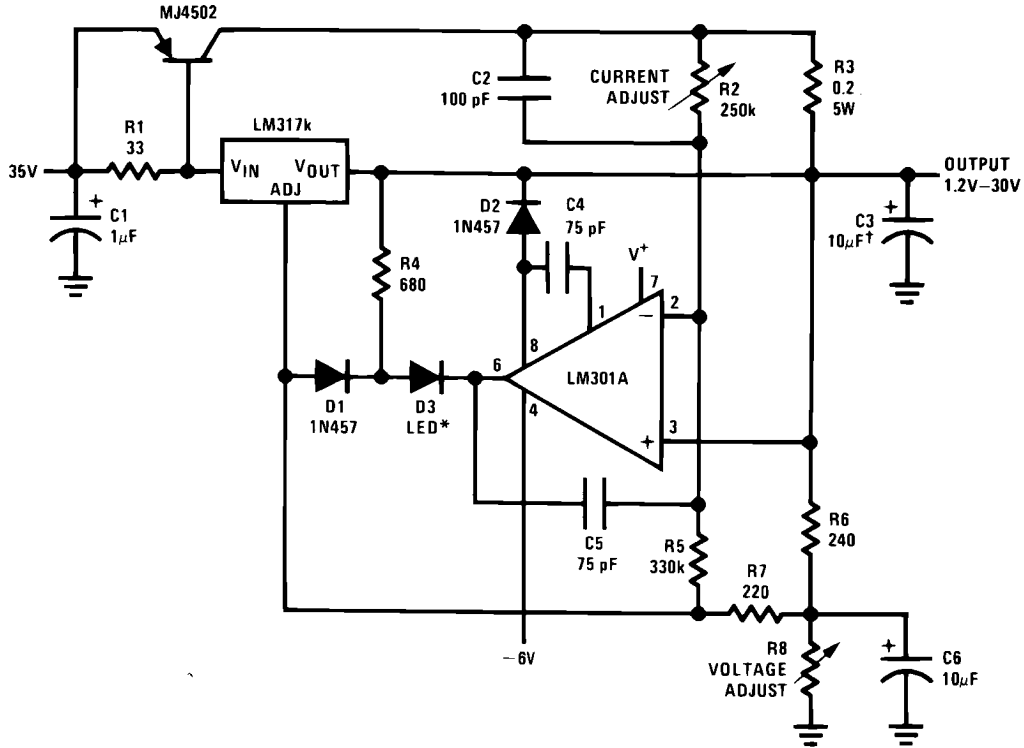 MJ4502
C2
100 pF
CURRENT
ADJUST
R2
250k
R3
0.2
5W
R1
33
LM317k
35V
VIN
VOUT
ADJ
OUTPUT
1.2V–30V
+
C1
1μF
D2
1N457
C4
75 pF
+
C3
10μF†
R4
680
V+
7
1
2
−
8
6
LM301A
4
D1
1N457
D3
LED*
3
+
C5
75 pF
R5
330k
R6
240
R7
220
−6V
R8
VOLTAGE
ADJUST
+
C6
10μF